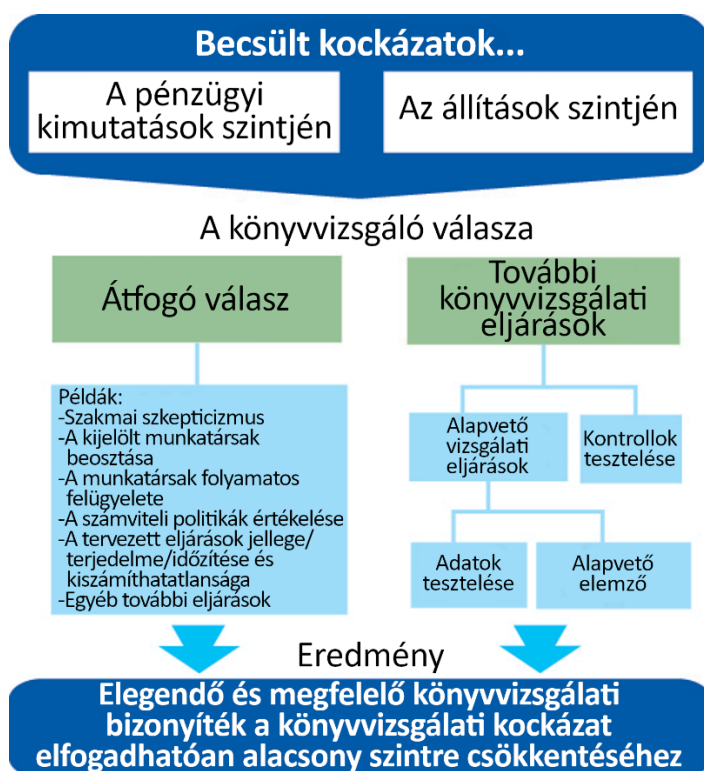 Becsült kockázatok...
A pénzügyi
kimutatások szintjén
Az állítások szintjén
A könyvvizsgáló válasza
Átfogó válasz
További
könyvvizsgálati
eljárások
Példák:
-Szakmai szkepticizmus
-A kijelölt munkatársak
beosztása
-A munkatársak folyamatos
felügyelete
-A számviteli politikák értékelése
-A tervezett eljárások jellege/
terjedelme/időzítése és
kiszámíthatatlansága
-Egyéb további eljárások
Alapvető
vizsgálati
eljárások
Kontrollok
tesztelése
Adatok
tesztelése
Alapvető
elemző
Eredmény
Elegendő és megfelelő könyvvizsgálati
bizonyíték a könyvvizsgálati kockázat
elfogadhatóan alacsony szintre csökkentéséhez